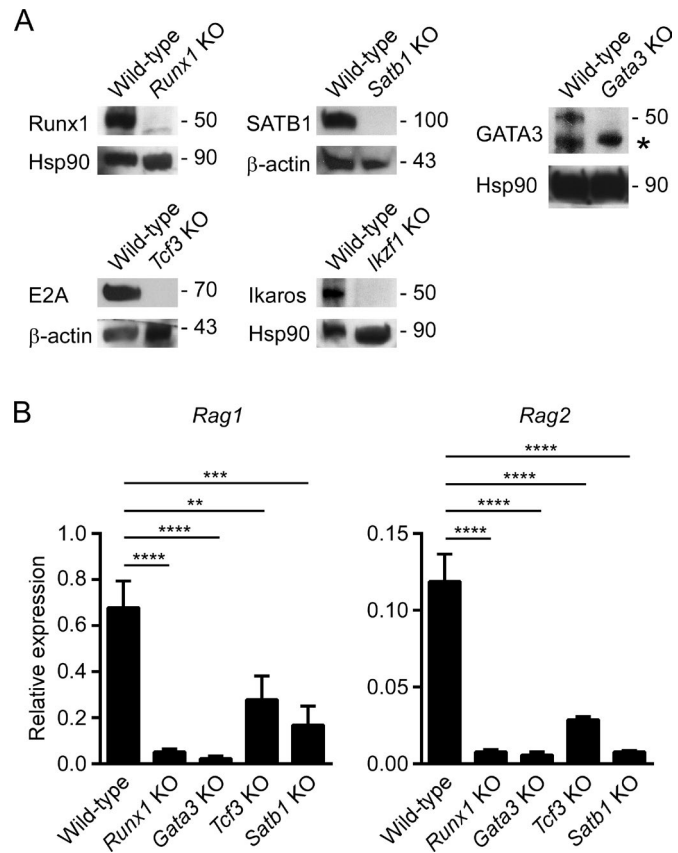 A
Wild-type
Runx1 KO
Runx1
- 50
Hsp90
- 90
Wild-type
Satb1 KO
SATB1
- 100
β-actin
- 43
Wild-type
Gata3 KO
GATA3
- 50
*
Hsp90
- 90
Wild-type
Tcf3 KO
E2A
- 70
β-actin
- 43
Wild-type
Ikzf1 KO
Ikaros
- 50
Hsp90
- 90
B
Rag1
***
**
****
****
Relative expression
1.0
0.8
0.6
0.4
0.2
0.0
Wild-type
Runx1 KO
Gata3 KO
Tcf3 KO
Satb1 KO
Rag2
****
****
****
****
0.15
0.10
0.05
0.00
Wild-type
Runx1 KO
Gata3 KO
Tcf3 KO
Satb1 KO